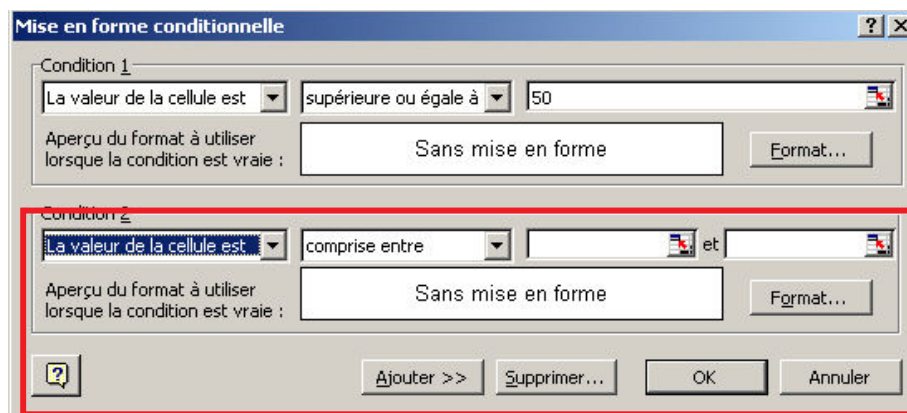 Mise en forme conditionnelle
Condition 1
La valeur de la cellule est supérieure ou égale à 50
Aperçu du format à utiliser
lorsque la condition est vraie :
Sans mise en forme
Format...
Condition 2
La valeur de la cellule est comprise entre et
Aperçu du format à utiliser
lorsque la condition est vraie :
Sans mise en forme
Format...
Ajouter >> Supprimer... OK Annuler